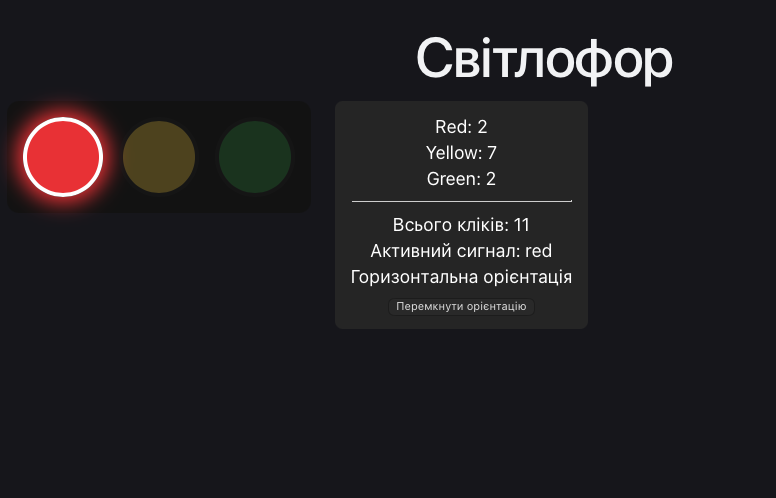 Світлофор
Red: 2
Yellow: 7
Green: 2
Всього кліків: 11
Активний сигнал: red
Горизонтальна орієнтація
Перемкнути орієнтацію